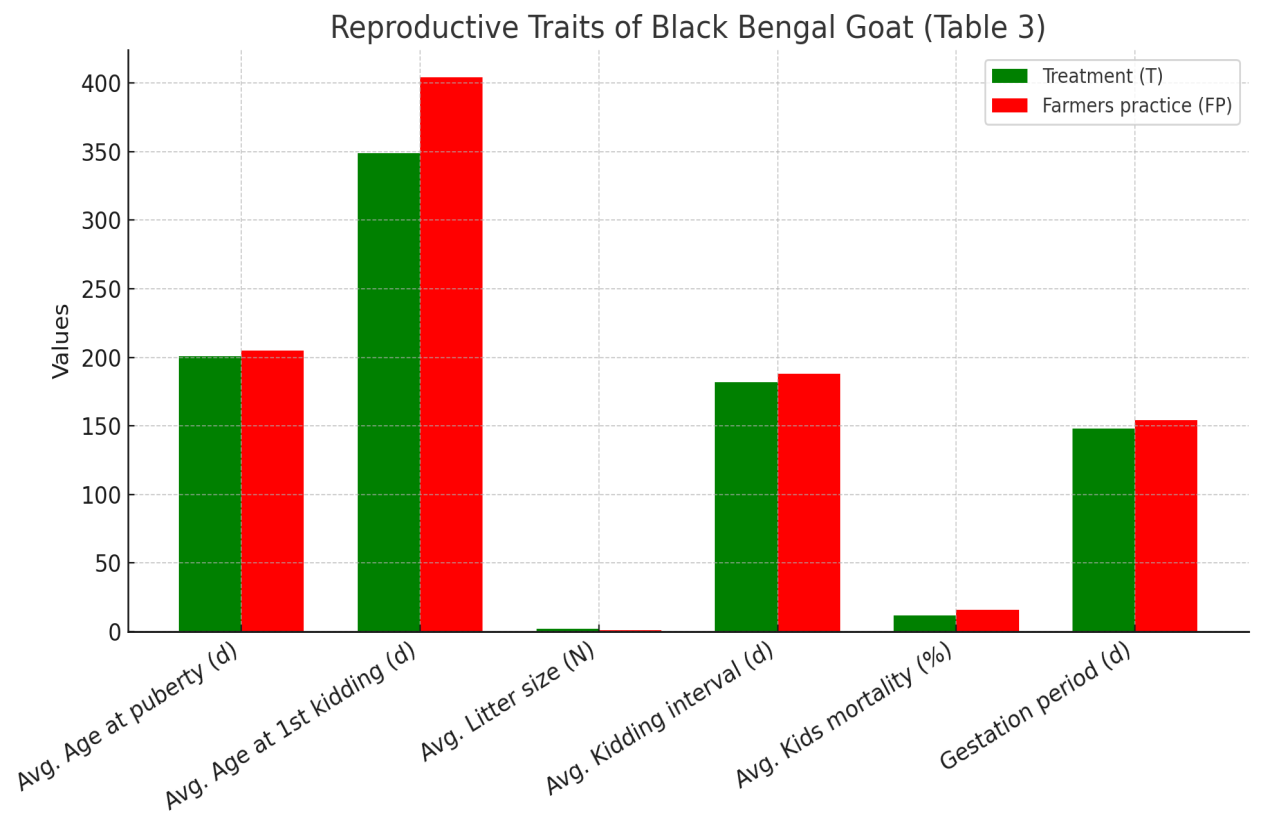 Reproductive Traits of Black Bengal Goat (Table 3)
Treatment (T)
Farmers practice (FP)
Values
400
350
300
250
200
150
100
50
0
Avg. Age at puberty (d)
Avg. Age at 1st kidding (d)
Avg. Litter size (N)
Avg. Kidding interval (d)
Avg. Kids mortality (%)
Gestation period (d)